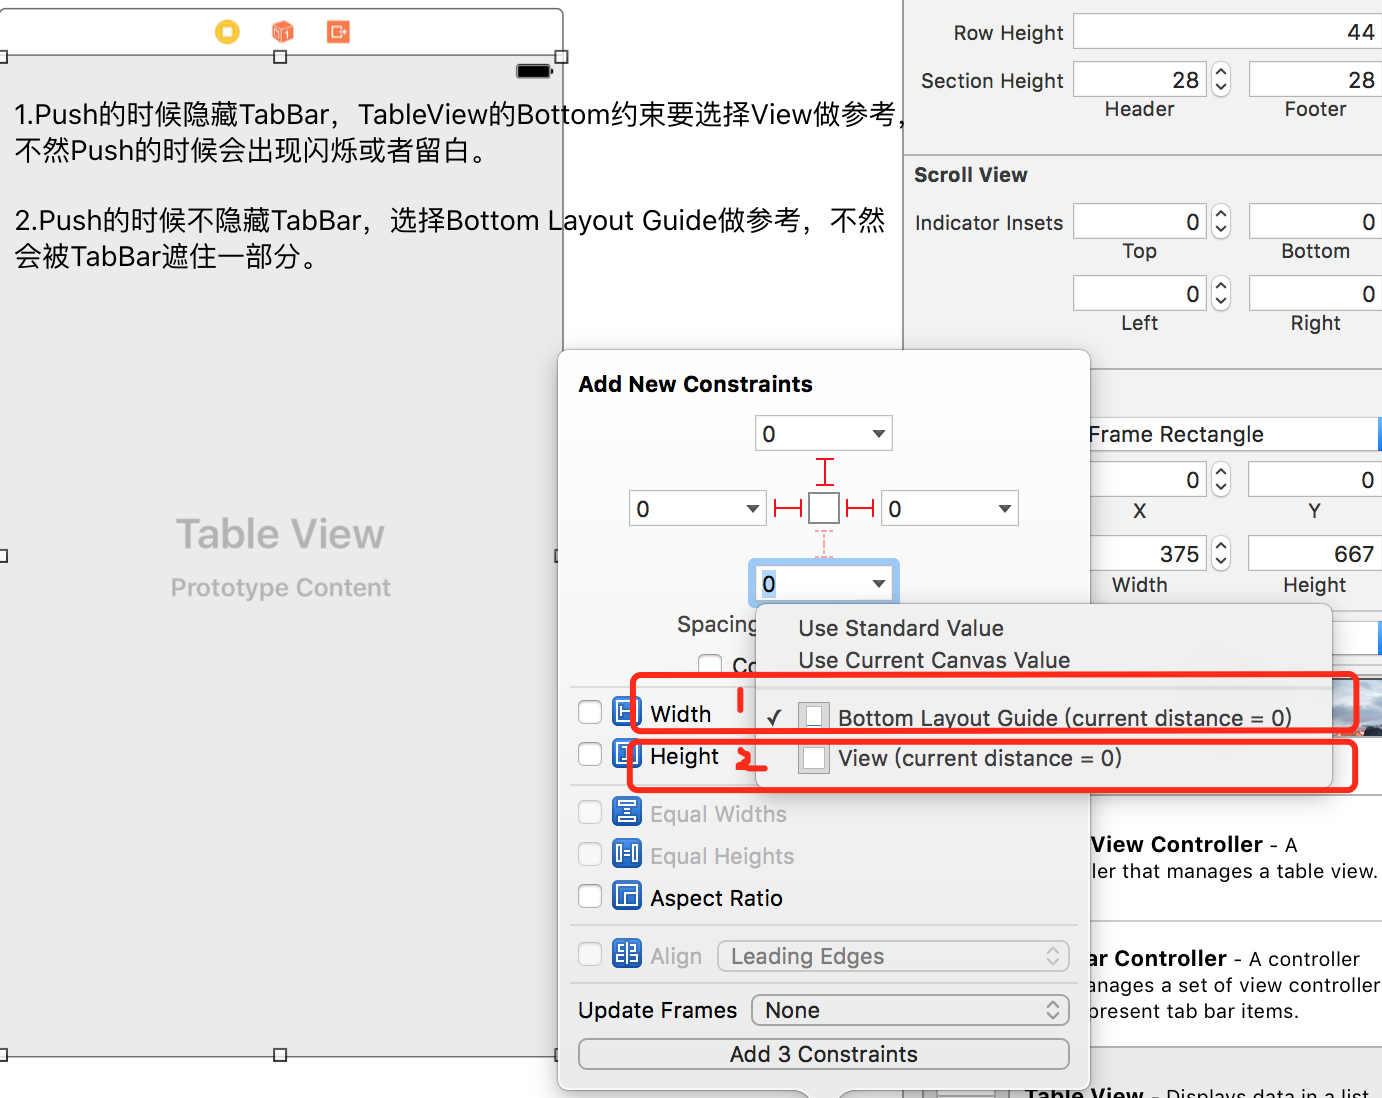 1.Push的时候隐藏TabBar，TableView的Bottom约束要选择View做参考，
不然Push的时候会出现闪烁或者留白。
2.Push的时候不隐藏TabBar，选择Bottom Layout Guide做参考，不然
会被TabBar遮住一部分。
Table View
Prototype Content
Row Height 44
Section Height 28 28
Header Footer
Scroll View
Indicator Insets 0 0
Top Bottom
0 0
Left Right
Frame Rectangle
0 0
X Y
375 667
Width Height
Add New Constraints
0
0 0
0
Spacing
Co
Use Standard Value
Use Current Canvas Value
✓ Bottom Layout Guide (current distance = 0)
View (current distance = 0)
1
2
Width
Height
Equal Widths
Equal Heights
Aspect Ratio
Align Leading Edges
Update Frames None
Add 3 Constraints
View Controller - A
ler that manages a table view.
ar Controller - A controller
anages a set of view controller
present tab bar items.
Table View - Displays data in a list